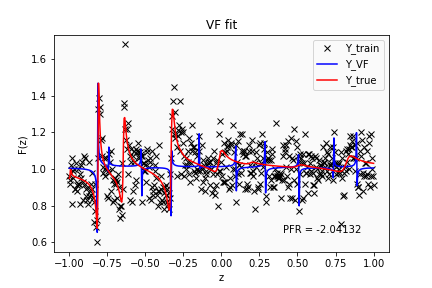 VF fit
Y_train
Y_VF
Y_true
F(z)
1.6
1.4
1.2
1.0
0.8
0.6
PFR = -2.04132
−1.00 −0.75 −0.50 −0.25 0.00 0.25 0.50 0.75 1.00
z